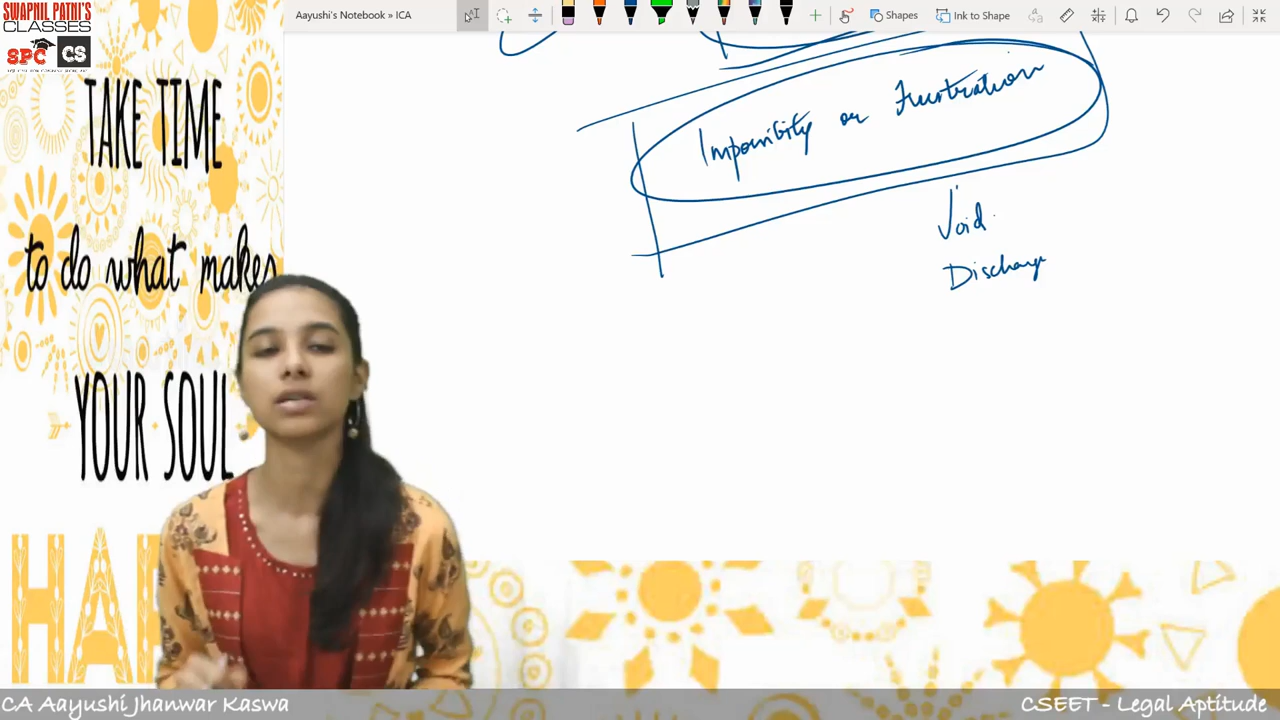 SWAPNIL PATNI'S
CLASSES
SPC CS
Aayushi's Notebook » ICA
Shapes
Ink to Shape
TAKE TIME
to do what makes
YOUR SOUL
HAP
Impossibility or Frustration
Void
Discharge
CA Aayushi Jhanwar Kaswa
CSEET - Legal Aptitude